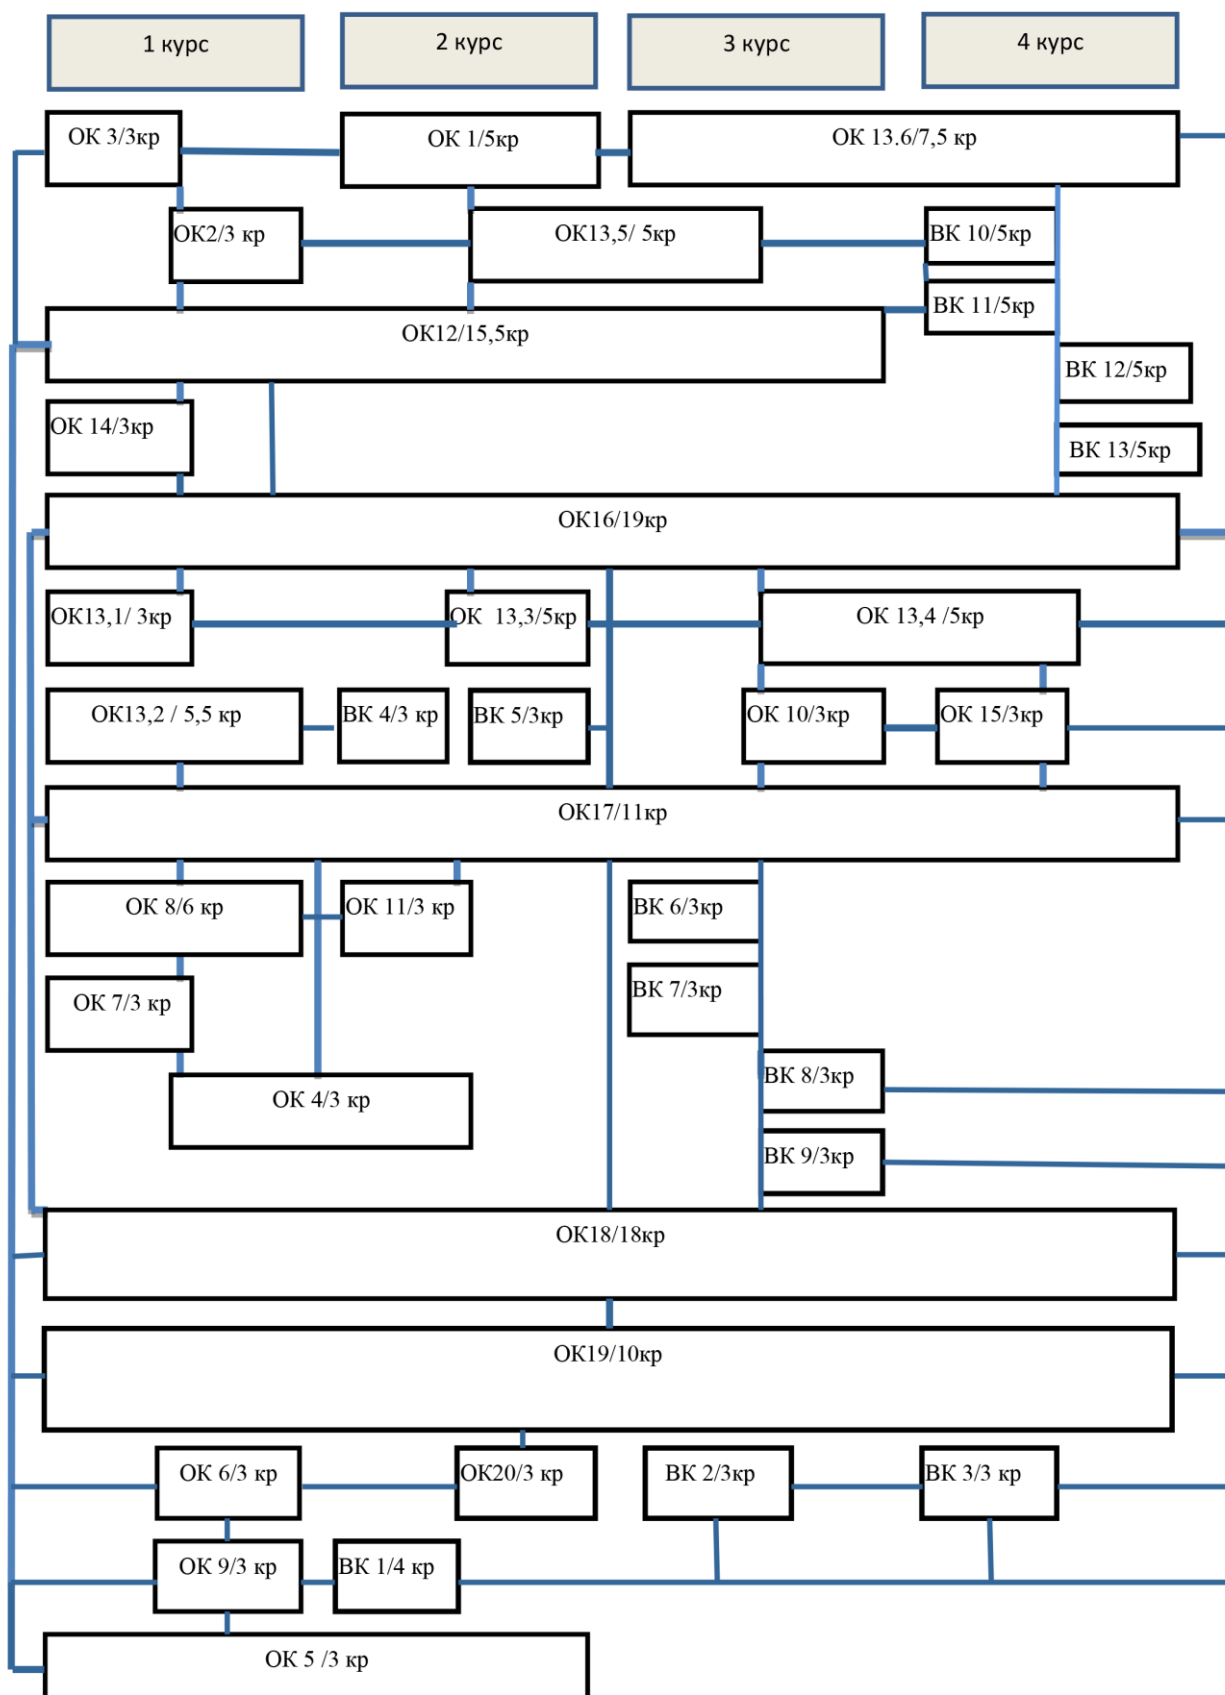 1 курс
2 курс
3 курс
4 курс
ОК 3/3кр
ОК 1/5кр
ОК 13.6/7,5 кр
ОК2/3 кр
ОК13,5/ 5кр
ВК 10/5кр
ВК 11/5кр
ОК12/15,5кр
ВК 12/5кр
ОК 14/3кр
ВК 13/5кр
ОК16/19кр
ОК13,1/ 3кр
ОК 13,3/5кр
ОК 13,4 /5кр
ОК13,2 / 5,5 кр
ВК 4/3 кр
ВК 5/3кр
ОК 10/3кр
ОК 15/3кр
ОК17/11кр
ОК 8/6 кр
ОК 11/3 кр
ВК 6/3кр
ОК 7/3 кр
ВК 7/3кр
ВК 8/3кр
ОК 4/3 кр
ВК 9/3кр
ОК18/18кр
ОК19/10кр
ОК 6/3 кр
ОК20/3 кр
ВК 2/3кр
ВК 3/3 кр
ОК 9/3 кр
ВК 1/4 кр
ОК 5 /3 кр